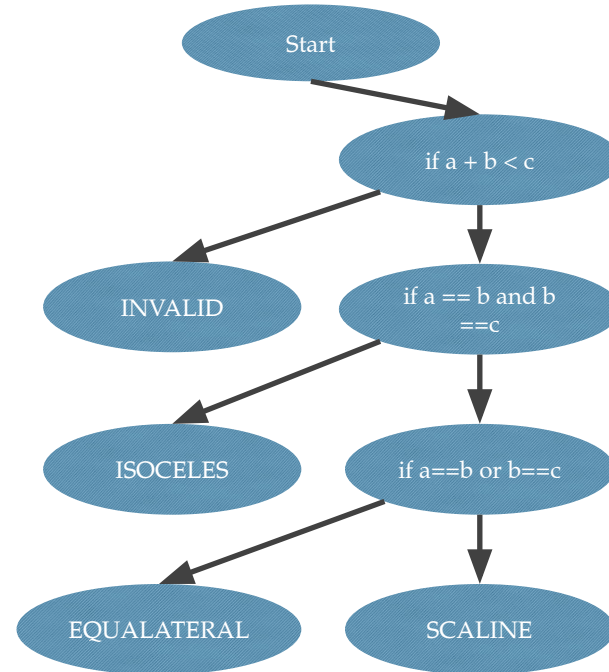 Start
if a + b < c
INVALID
if a == b and b
==c
ISOCELES
if a==b or b==c
EQUALATERAL
SCALINE